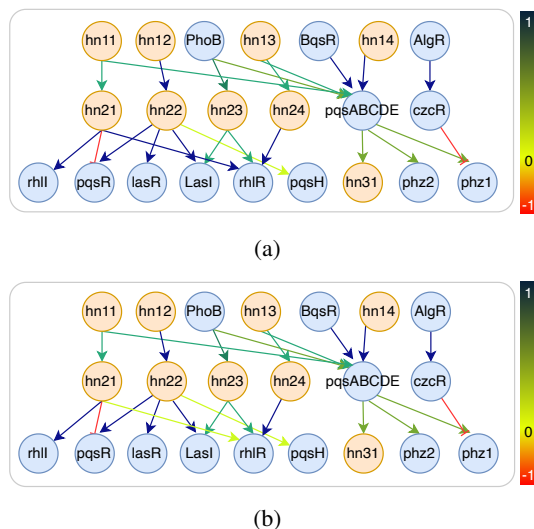 hn11 hn12 PhoB hn13 BqsR hn14 AlgR 1
hn21 hn22 hn23 hn24 pqsABCDE czcR
0
rhlI pqsR lasR LasI rhlR pqsH hn31 phz2 phz1 -1
(a)
hn11 hn12 PhoB hn13 BqsR hn14 AlgR 1
hn21 hn22 hn23 hn24 pqsABCDE czcR
0
rhlI pqsR lasR LasI rhlR pqsH hn31 phz2 phz1 -1
(b)